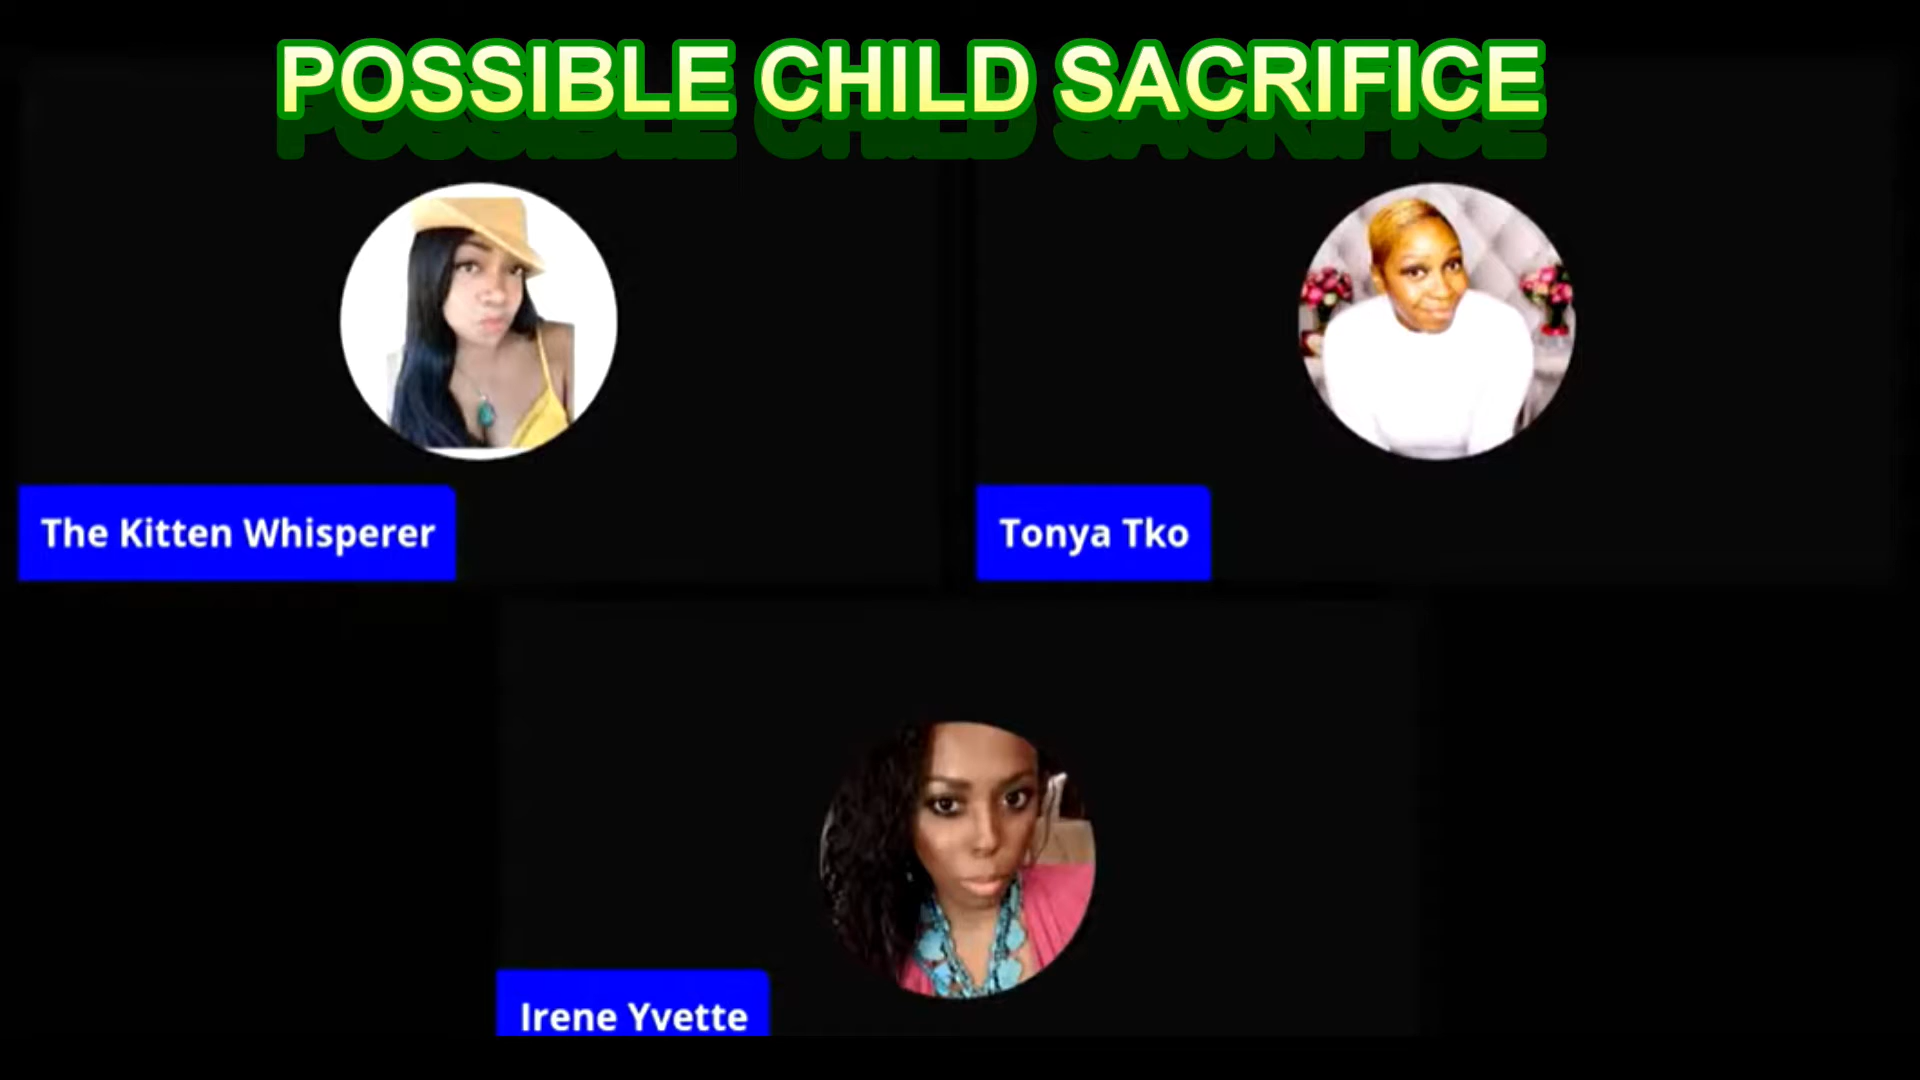 POSSIBLE CHILD SACRIFICE
The Kitten Whisperer
Tonya Tko
Irene Yvette